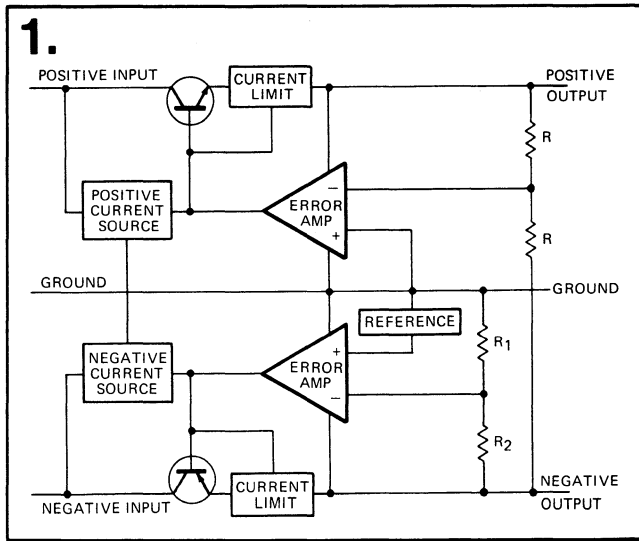 1.
POSITIVE INPUT
CURRENT
LIMIT
POSITIVE
OUTPUT
R
POSITIVE
CURRENT
SOURCE
−
ERROR
AMP
+
R
GROUND
GROUND
REFERENCE
R1
NEGATIVE
CURRENT
SOURCE
+
ERROR
AMP
−
R2
NEGATIVE INPUT
CURRENT
LIMIT
NEGATIVE
OUTPUT